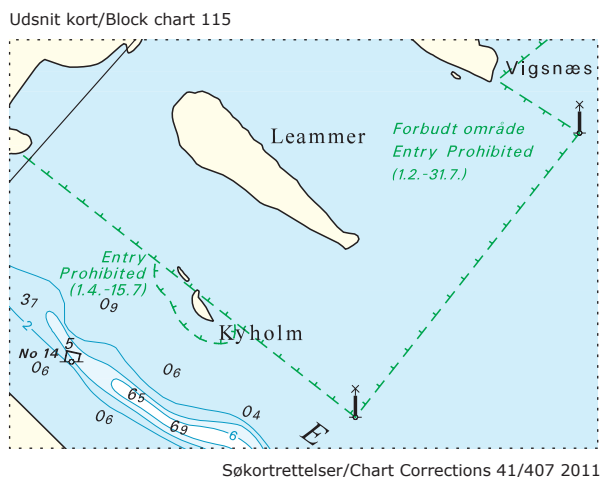 Udsnit kort/Block chart 115
Vigsnæs
Leammer
Forbudt område
Entry Prohibited
(1.2.-31.7.)
Entry
Prohibited
(1.4.-15.7)
37
09
2
Kyholm
5
No 14
06
06
65
06
04
69
6
E
Søkortrettelser/Chart Corrections 41/407 2011